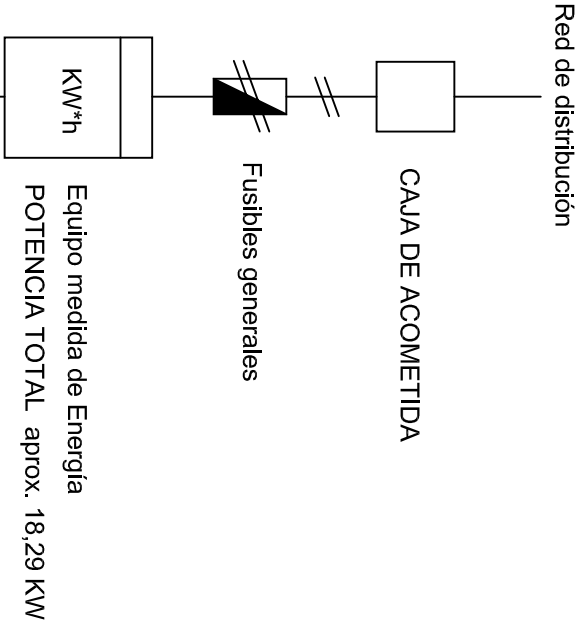 Red de distribución
CAJA DE ACOMETIDA
Fusibles generales
KW*h
Equipo medida de Energía
POTENCIA TOTAL aprox. 18,29 KW